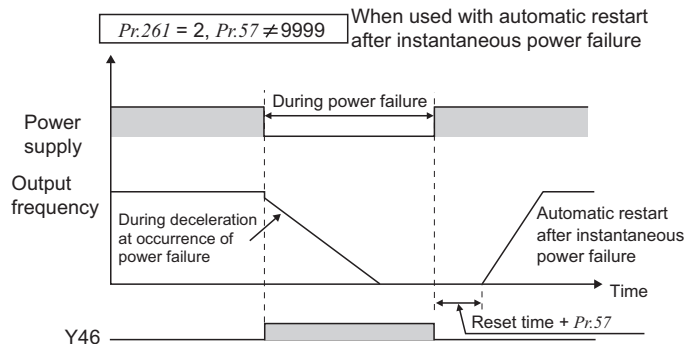 Pr.261 = 2, Pr.57 ≠ 9999
When used with automatic restart
after instantaneous power failure
During power failure
Power
supply
Output
frequency
During deceleration
at occurrence of
power failure
Automatic restart
after instantaneous
power failure
Time
Reset time + Pr.57
Y46